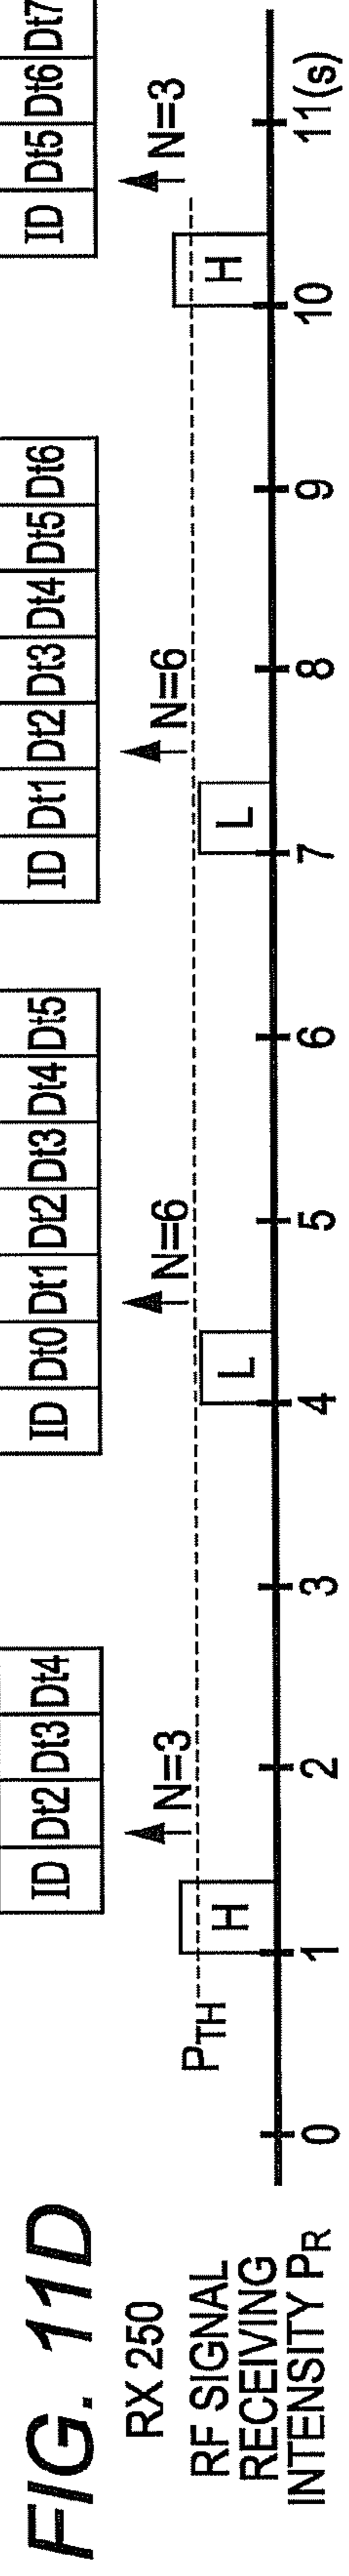 FIG. 11D
ID Dt2 Dt3 Dt4
ID Dt0 Dt1 Dt2 Dt3 Dt4 Dt5
ID Dt1 Dt2 Dt3 Dt4 Dt5 Dt6
ID Dt5 Dt6 Dt7
RX 250
N=3
N=6
N=6
N=3
RF SIGNAL
RECEIVING
INTENSITY PR
PTH
H
L
L
H
0 1 2 3 4 5 6 7 8 9 10 11(s)